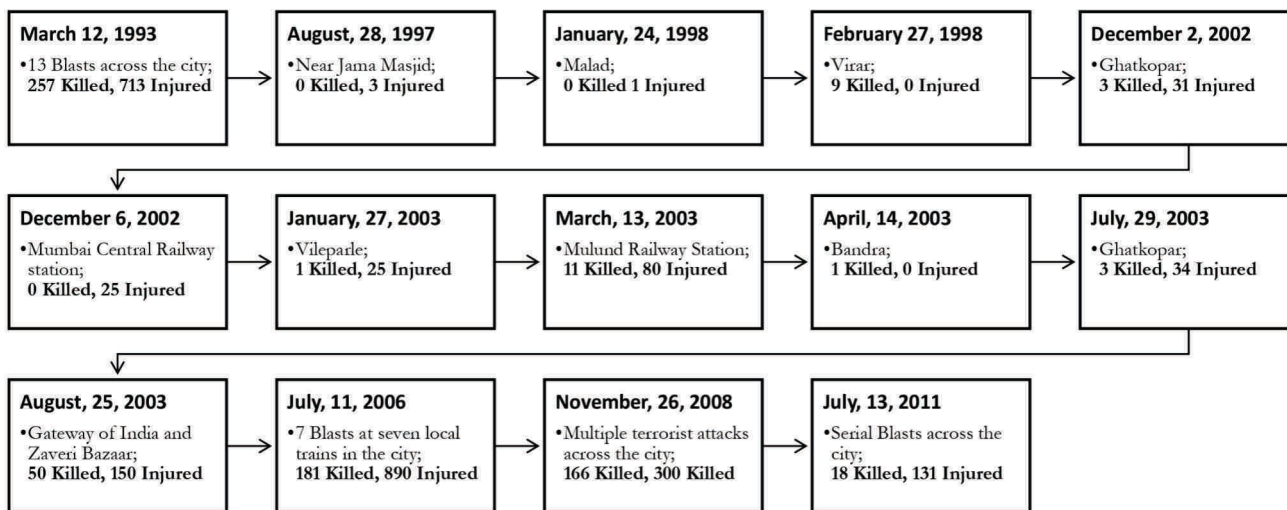 March 12, 1993
•13 Blasts across the city;
257 Killed, 713 Injured
August, 28, 1997
•Near Jama Masjid;
0 Killed, 3 Injured
January, 24, 1998
•Malad;
0 Killed 1 Injured
February 27, 1998
•Virar;
9 Killed, 0 Injured
December 2, 2002
•Ghatkopar;
3 Killed, 31 Injured
December 6, 2002
•Mumbai Central Railway
station;
0 Killed, 25 Injured
January, 27, 2003
•Vileparle;
1 Killed, 25 Injured
March, 13, 2003
•Mulund Railway Station;
11 Killed, 80 Injured
April, 14, 2003
•Bandra;
1 Killed, 0 Injured
July, 29, 2003
•Ghatkopar;
3 Killed, 34 Injured
August, 25, 2003
•Gateway of India and
Zaveri Bazaar;
50 Killed, 150 Injured
July, 11, 2006
•7 Blasts at seven local
trains in the city;
181 Killed, 890 Injured
November, 26, 2008
•Multiple terrorist attacks
across the city;
166 Killed, 300 Killed
July, 13, 2011
•Serial Blasts across the
city;
18 Killed, 131 Injured